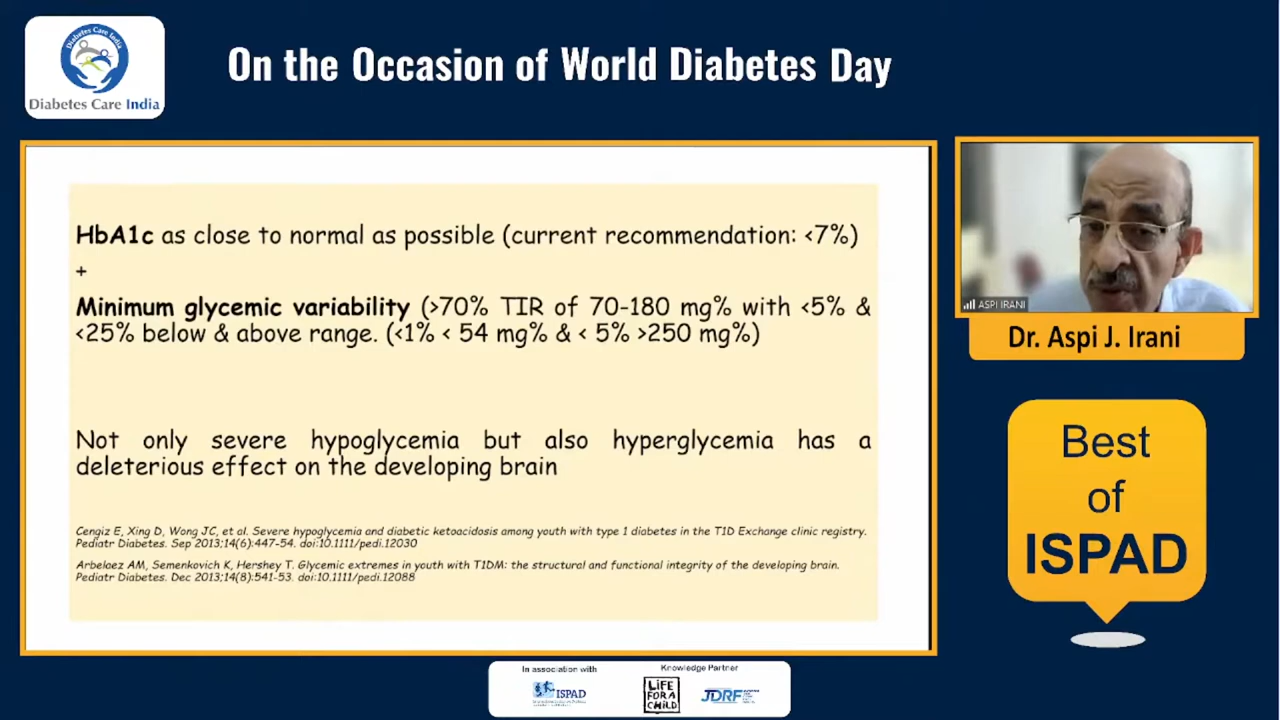 Diabetes Care India
Diabetes Care India
On the Occasion of World Diabetes Day
HbA1c as close to normal as possible (current recommendation: <7%)
+
Minimum glycemic variability (>70% TIR of 70-180 mg% with <5% &
<25% below & above range. (<1% < 54 mg% & < 5% >250 mg%)
Not only severe hypoglycemia but also hyperglycemia has a
deleterious effect on the developing brain
Cengiz E, Xing D, Wong JC, et al. Severe hypoglycemia and diabetic ketoacidosis among youth with type 1 diabetes in the T1D Exchange clinic registry.
Pediatr Diabetes. Sep 2013;14(6):447-54. doi:10.1111/pedi.12030
Arbelaez AM, Semenkovich K, Hershey T. Glycemic extremes in youth with T1DM: the structural and functional integrity of the developing brain.
Pediatr Diabetes. Dec 2013;14(8):541-53. doi:10.1111/pedi.12088
ASPI IRANI
Dr. Aspi J. Irani
Best
of
ISPAD
In association with
ISPAD
Knowledge Partner
LiFE
FOR A
CHiLD
JDRF